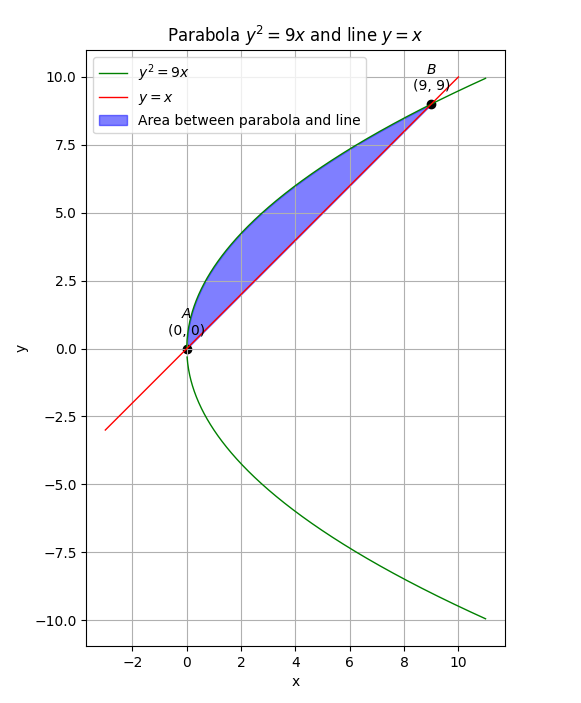 Parabola $y^2 = 9x$ and line $y = x$
$y^2 = 9x$
$y = x$
Area between parabola and line
B
(9, 9)
A
(0, 0)
10.0
7.5
5.0
2.5
0.0
−2.5
−5.0
−7.5
−10.0
y
−2 0 2 4 6 8 10
x